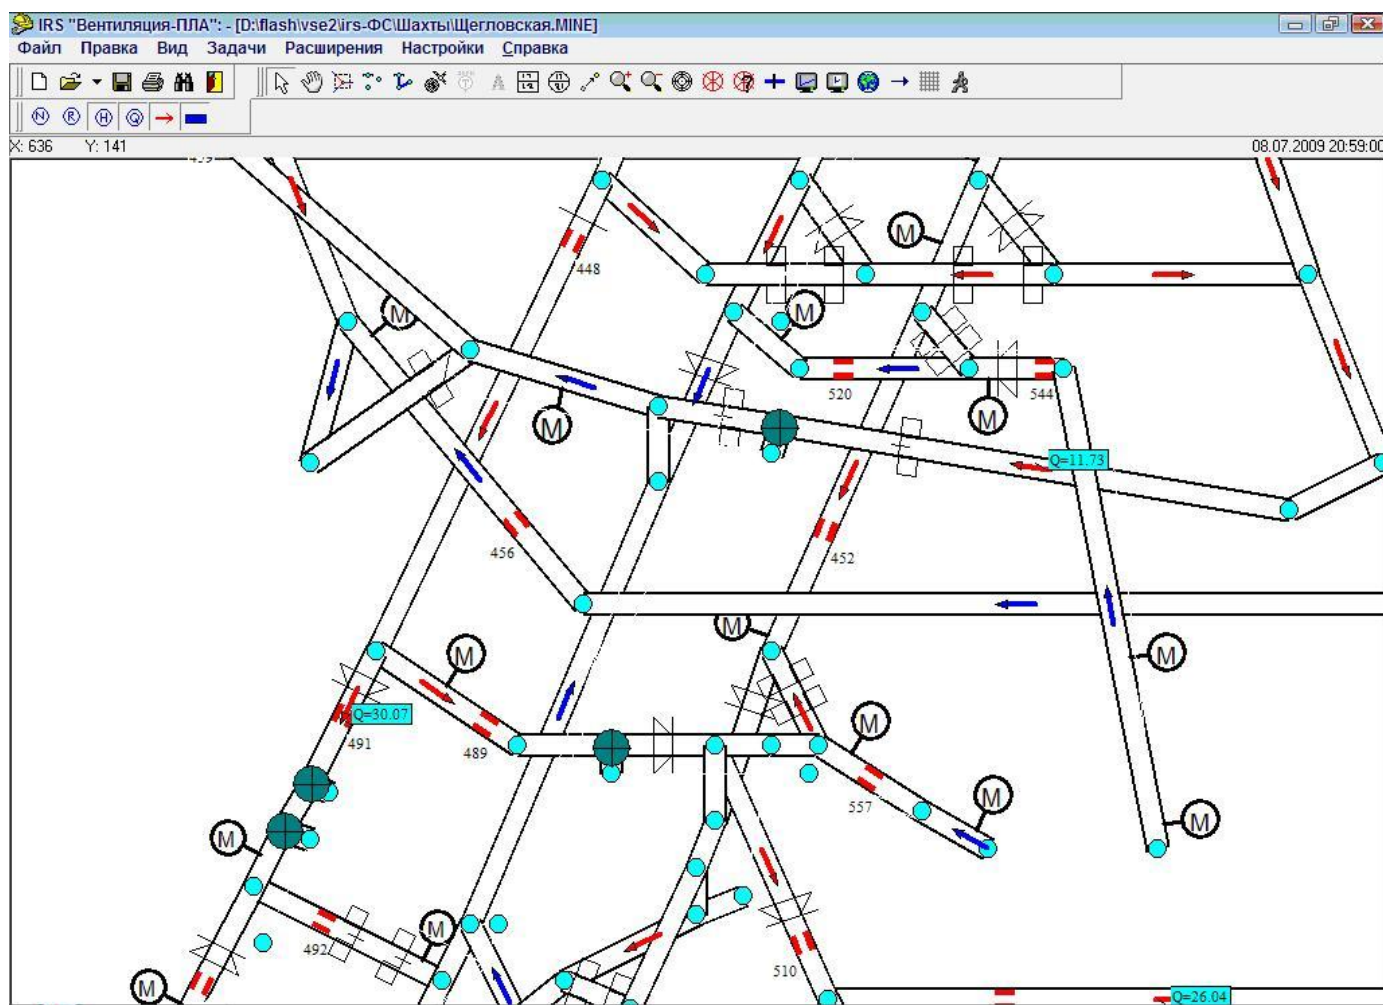 IRS "Вентиляция-ПЛА": - [D:\flash\vse2\irs-ФС\Шахты\Щегловская.MINE]
Файл Правка Вид Задачи Расширения Настройки Справка
N R H Q
X: 636 Y: 141 08.07.2009 20:59:00
M
448
M
M
520
M
544
M
Q=11.73
456
452
M
M
M
Q=30.07
491
489
M
557
M
M
M
492
M
510
M
Q=26.04